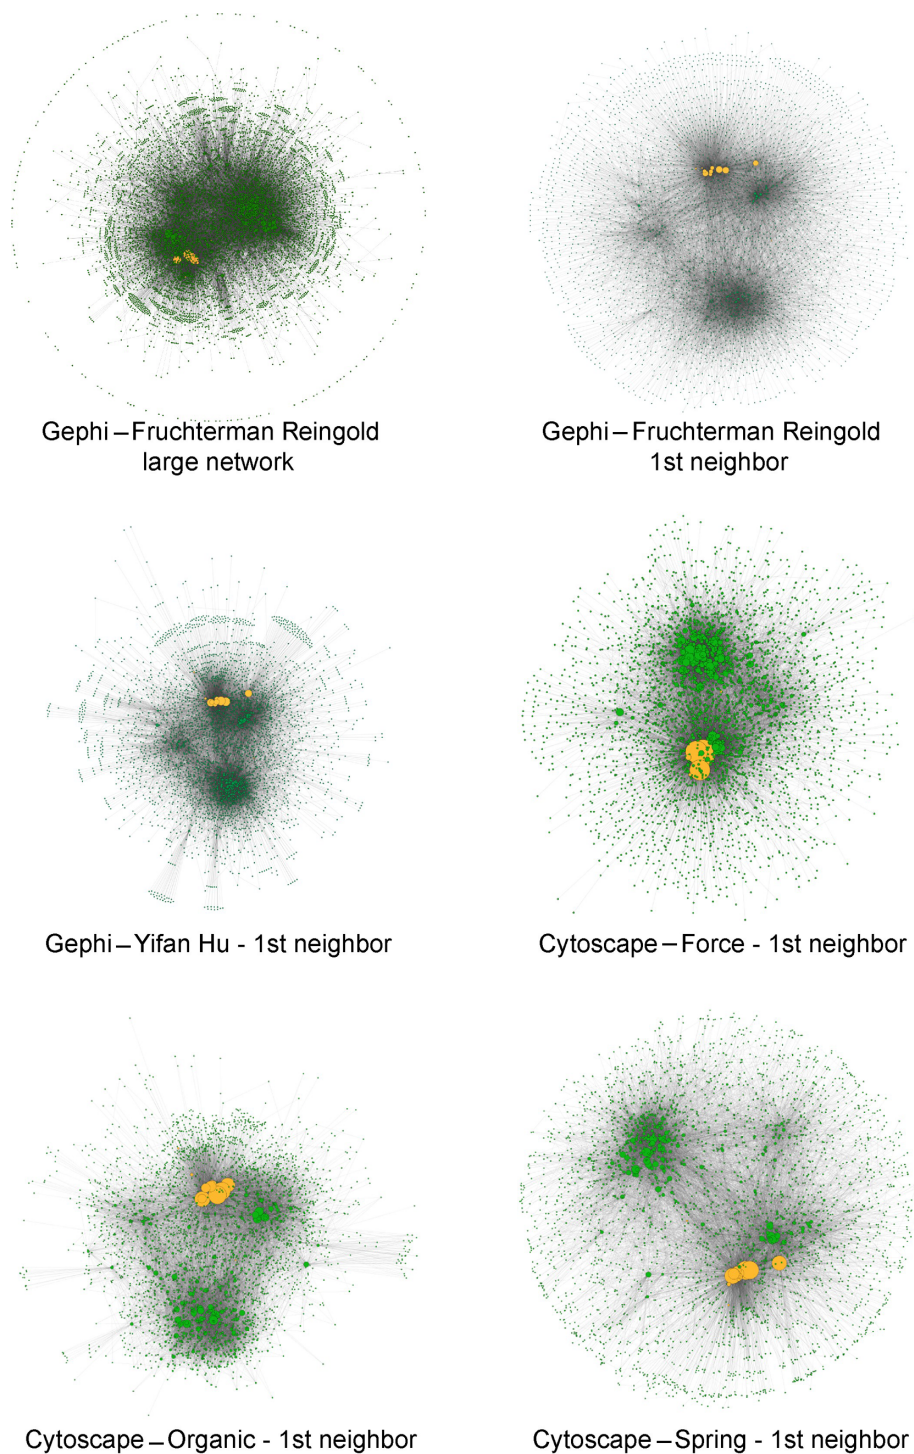 Gephi – Fruchterman Reingold
large network
Gephi – Fruchterman Reingold
1st neighbor
Gephi – Yifan Hu - 1st neighbor
Cytoscape – Force - 1st neighbor
Cytoscape – Organic - 1st neighbor
Cytoscape – Spring - 1st neighbor